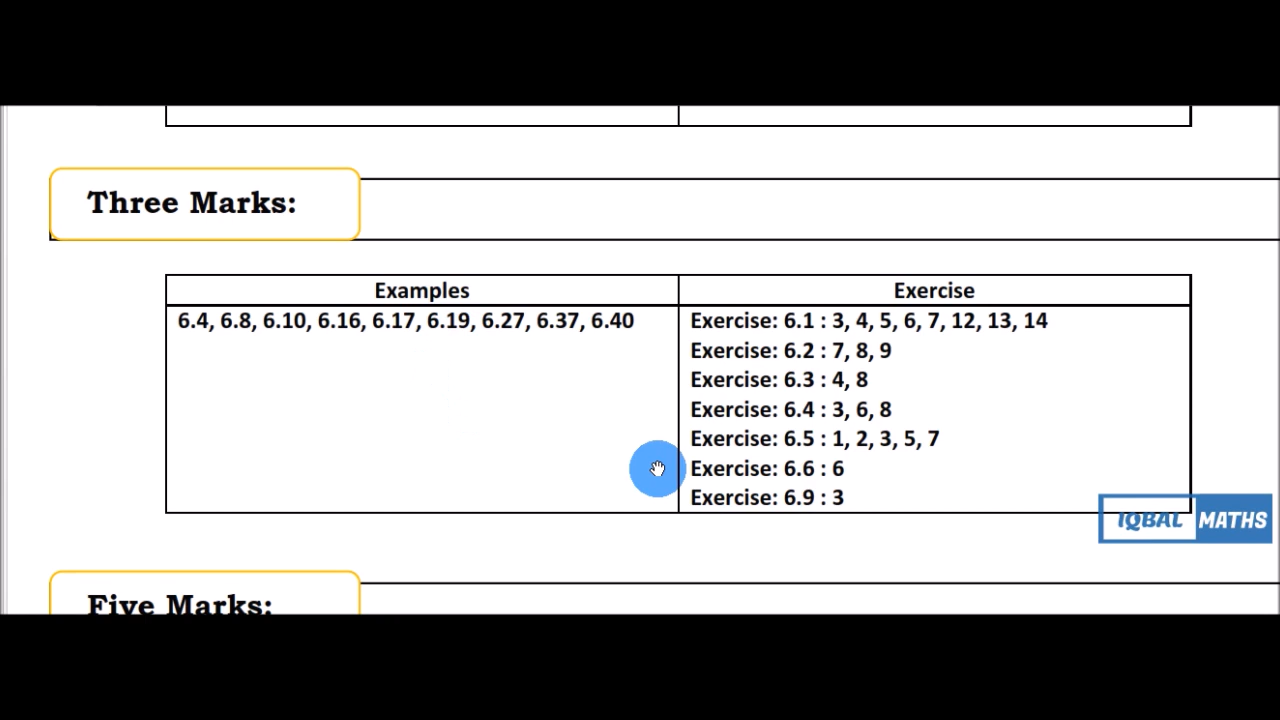 Three Marks:
Examples
Exercise
6.4, 6.8, 6.10, 6.16, 6.17, 6.19, 6.27, 6.37, 6.40
Exercise: 6.1 : 3, 4, 5, 6, 7, 12, 13, 14
Exercise: 6.2 : 7, 8, 9
Exercise: 6.3 : 4, 8
Exercise: 6.4 : 3, 6, 8
Exercise: 6.5 : 1, 2, 3, 5, 7
Exercise: 6.6 : 6
Exercise: 6.9 : 3
IQBAL MATHS
Five Marks: